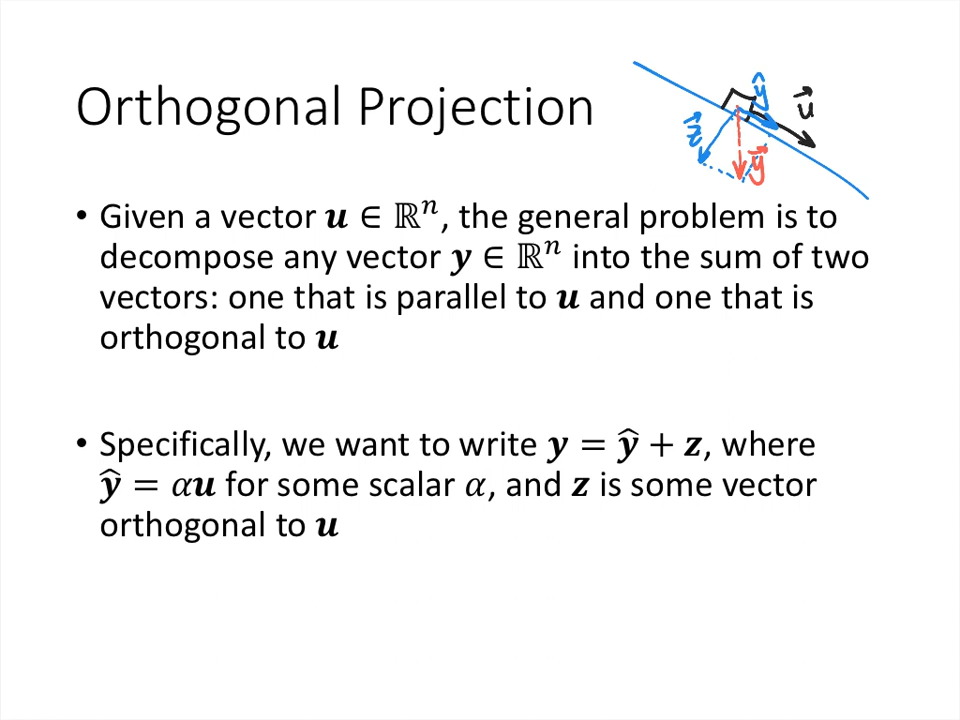 Orthogonal Projection
ŷ
u⃗
z⃗
y⃗
• Given a vector 𝒖 ∈ ℝⁿ, the general problem is to
decompose any vector 𝒚 ∈ ℝⁿ into the sum of two
vectors: one that is parallel to 𝒖 and one that is
orthogonal to 𝒖
• Specifically, we want to write 𝒚 = 𝒚̂ + 𝒛, where
𝒚̂ = 𝛼𝒖 for some scalar 𝛼, and 𝒛 is some vector
orthogonal to 𝒖